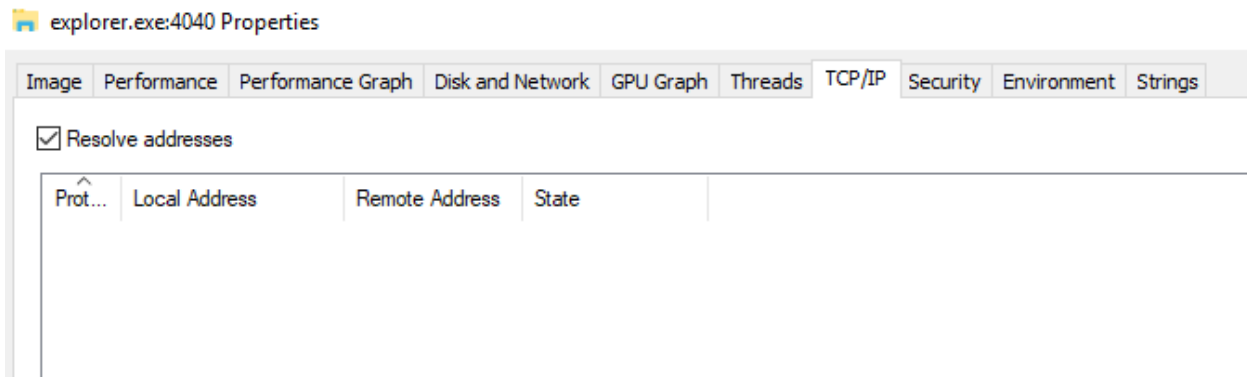 explorer.exe:4040 Properties
Image Performance Performance Graph Disk and Network GPU Graph Threads TCP/IP Security Environment Strings
Resolve addresses
Prot... Local Address Remote Address State